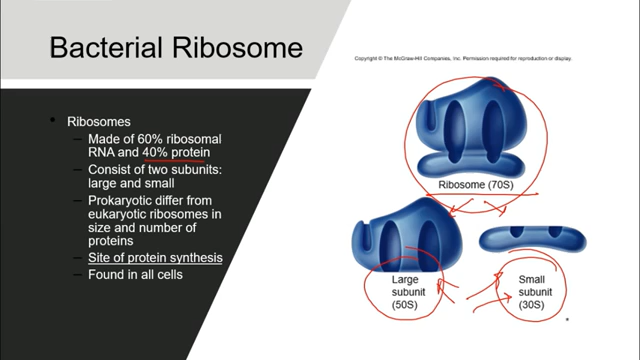 Bacterial Ribosome
Copyright © The McGraw-Hill Companies, Inc. Permission required for reproduction or display.
• Ribosomes
– Made of 60% ribosomal
RNA and 40% protein
– Consist of two subunits:
large and small
– Prokaryotic differ from
eukaryotic ribosomes in
size and number of
proteins
– Site of protein synthesis
– Found in all cells
Ribosome (70S)
Large
subunit
(50S)
Small
subunit
(30S)